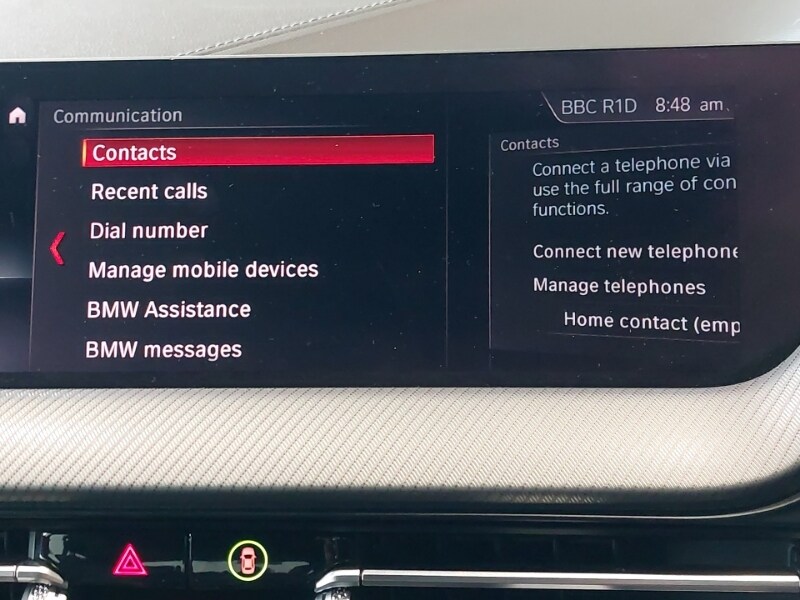 Communication
BBC R1D 8:48 am
Contacts
Recent calls
Dial number
Manage mobile devices
BMW Assistance
BMW messages
Contacts
Connect a telephone via
use the full range of con
functions.
Connect new telephone
Manage telephones
Home contact (emp